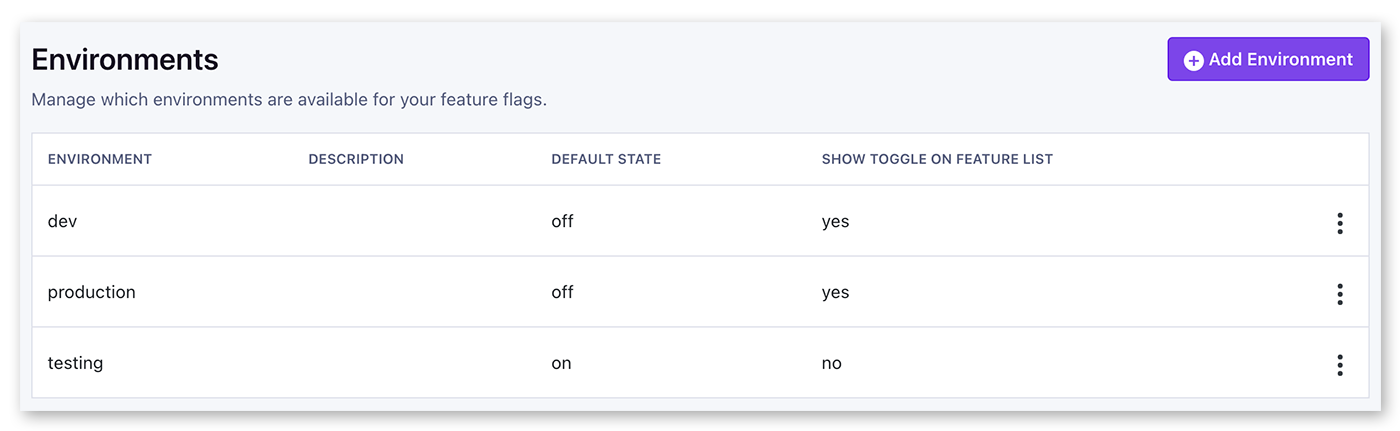 Environments
Add Environment
Manage which environments are available for your feature flags.
ENVIRONMENT DESCRIPTION DEFAULT STATE SHOW TOGGLE ON FEATURE LIST
dev off yes
production off yes
testing on no